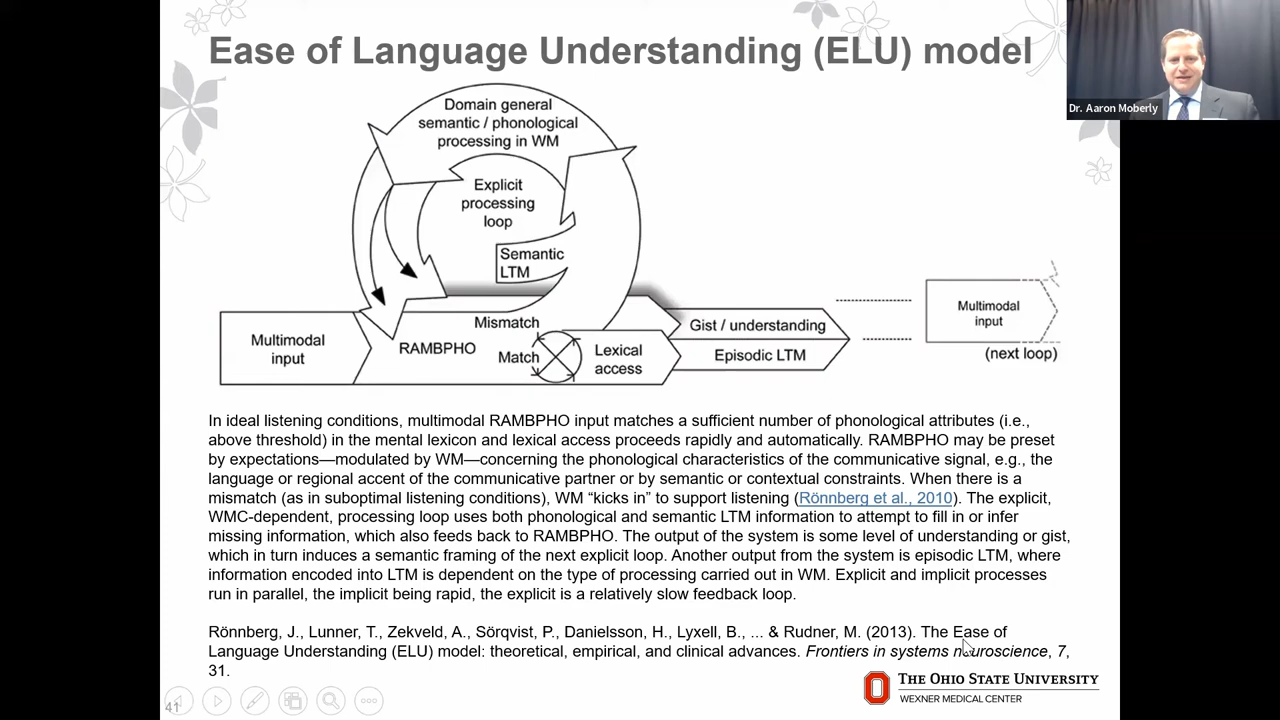 Ease of Language Understanding (ELU) model
Dr. Aaron Moberly
Domain general
semantic / phonological
processing in WM
Explicit
processing
loop
Semantic
LTM
Multimodal
input
RAMBPHO
Mismatch
Match
Lexical
access
Gist / understanding
Episodic LTM
Multimodal
input
(next loop)
In ideal listening conditions, multimodal RAMBPHO input matches a sufficient number of phonological attributes (i.e.,
above threshold) in the mental lexicon and lexical access proceeds rapidly and automatically. RAMBPHO may be preset
by expectations—modulated by WM—concerning the phonological characteristics of the communicative signal, e.g., the
language or regional accent of the communicative partner or by semantic or contextual constraints. When there is a
mismatch (as in suboptimal listening conditions), WM “kicks in” to support listening (Rönnberg et al., 2010). The explicit,
WMC-dependent, processing loop uses both phonological and semantic LTM information to attempt to fill in or infer
missing information, which also feeds back to RAMBPHO. The output of the system is some level of understanding or gist,
which in turn induces a semantic framing of the next explicit loop. Another output from the system is episodic LTM, where
information encoded into LTM is dependent on the type of processing carried out in WM. Explicit and implicit processes
run in parallel, the implicit being rapid, the explicit is a relatively slow feedback loop.
Rönnberg, J., Lunner, T., Zekveld, A., Sörqvist, P., Danielsson, H., Lyxell, B., ... & Rudner, M. (2013). The Ease of
Language Understanding (ELU) model: theoretical, empirical, and clinical advances. Frontiers in systems neuroscience, 7,
31.
THE OHIO STATE UNIVERSITY
WEXNER MEDICAL CENTER
41